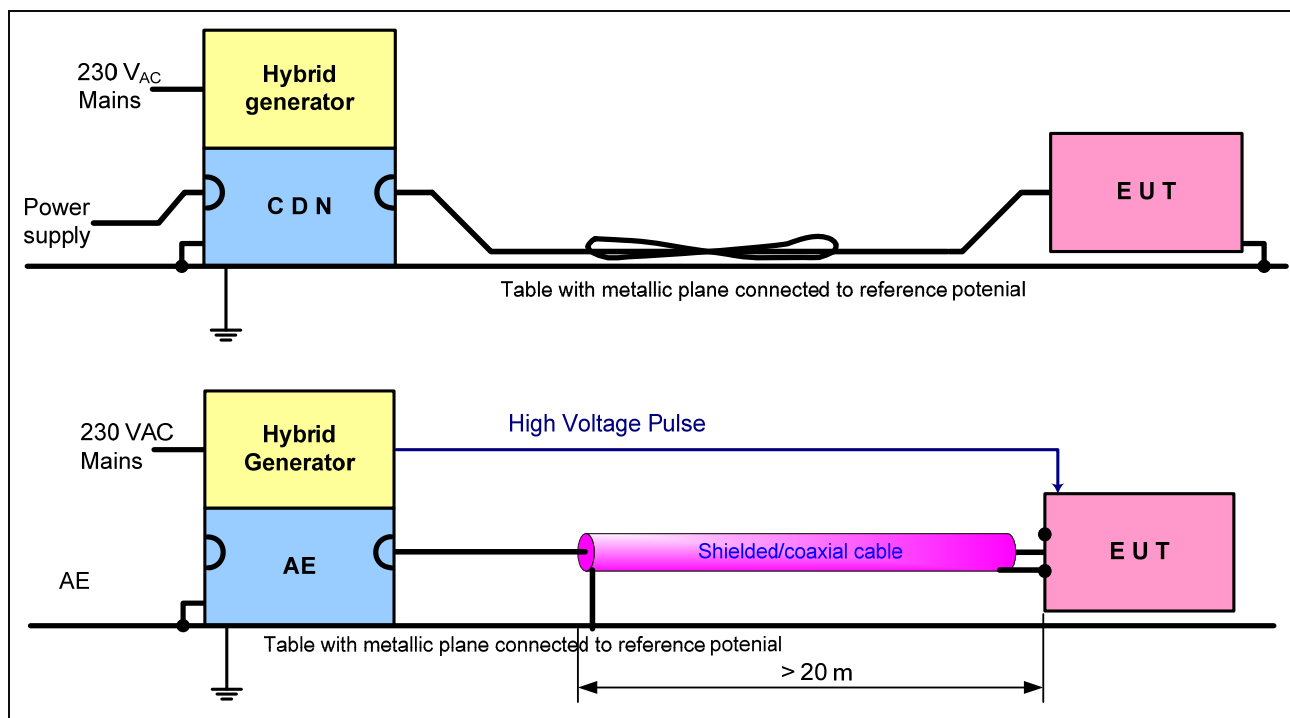 230 VAC
Mains
Hybrid
generator
Power
supply
C D N
E U T
Table with metallic plane connected to reference potenial
230 VAC
Mains
Hybrid
Generator
High Voltage Pulse
AE
AE
Shielded/coaxial cable
E U T
Table with metallic plane connected to reference potenial
> 20 m